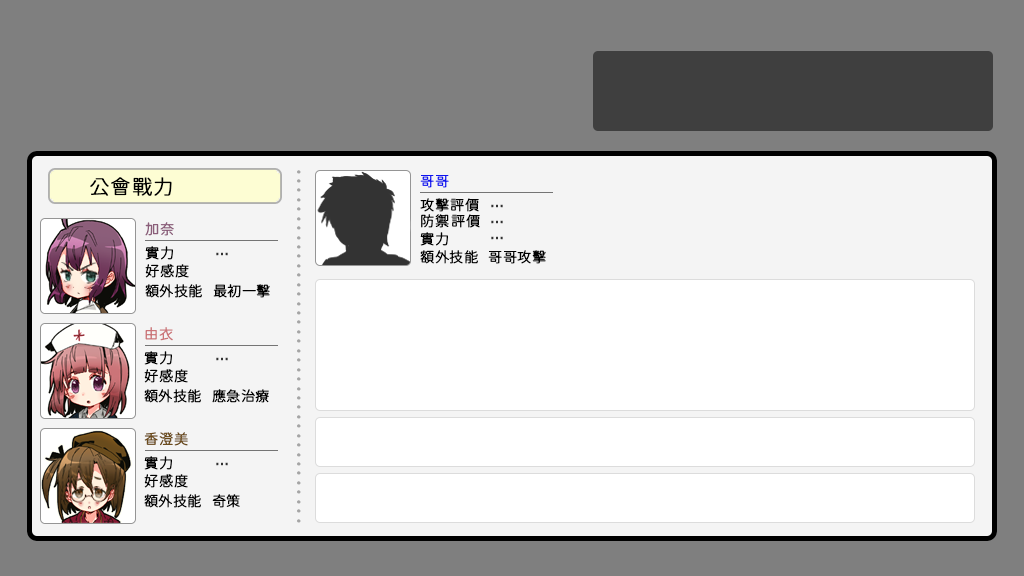 公會戰力
加奈
實力 …
好感度
額外技能 最初一擊
由衣
實力 …
好感度
額外技能 應急治療
香澄美
實力 …
好感度
額外技能 奇策
哥哥
攻擊評價 …
防禦評價 …
實力 …
額外技能 哥哥攻擊